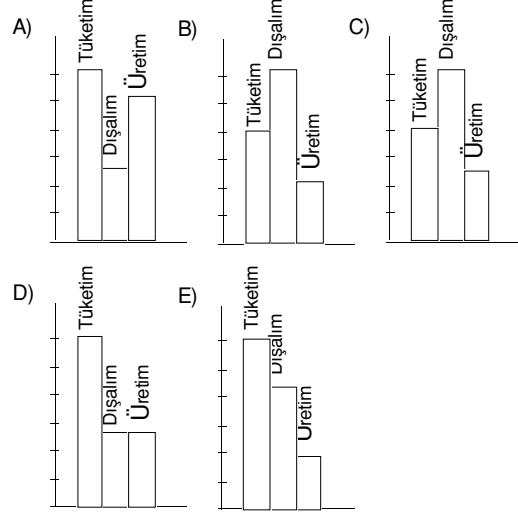 A)
Tüketim
Dışalım
Üretim
B)
Tüketim
Dışalım
Üretim
C)
Tüketim
Dışalım
Üretim
D)
Tüketim
Dışalım
Üretim
E)
Tüketim
Dışalım
Üretim